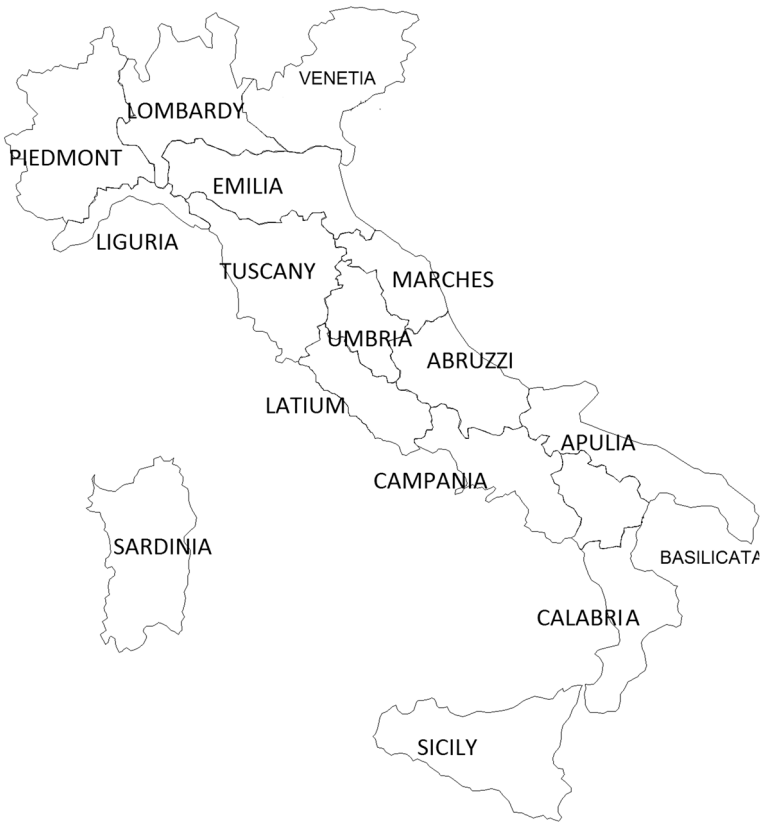 VENETIA
LOMBARDY
PIEDMONT
EMILIA
LIGURIA
TUSCANY
MARCHES
UMBRIA
ABRUZZI
LATIUM
APULIA
CAMPANIA
SARDINIA
BASILICATA
CALABRIA
SICILY